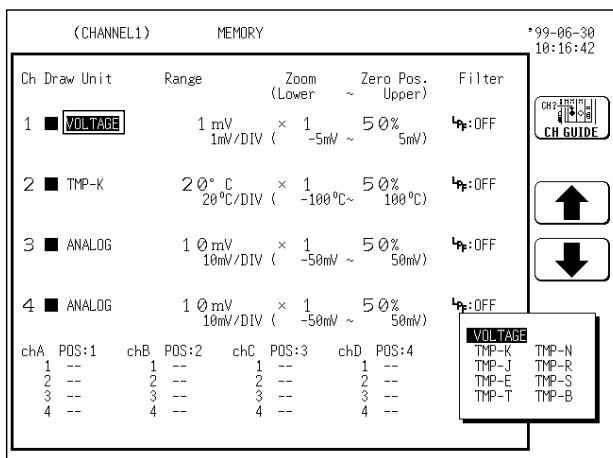 (CHANNEL1) MEMORY '99-06-30
10:16:42
Ch Draw Unit Range Zoom Zero Pos. Filter
(Lower ~ Upper)
1 VOLTAGE 1 mV × 1 50% LPF:OFF
1mV/DIV ( -5mV ~ 5mV)
CH2
CH GUIDE
2 TMP-K 20° C × 1 50% LPF:OFF
20°C/DIV ( -100°C~ 100°C)
3 ANALOG 10 mV × 1 50% LPF:OFF
10mV/DIV ( -50mV ~ 50mV)
4 ANALOG 10 mV × 1 50% LPF:OFF
10mV/DIV ( -50mV ~ 50mV)
chA POS:1 chB POS:2 chC POS:3 chD POS:4
1 -- 1 -- 1 -- 1 --
2 -- 2 -- 2 -- 2 --
3 -- 3 -- 3 -- 3 --
4 -- 4 -- 4 -- 4 --
VOLTAGE
TMP-K TMP-N
TMP-J TMP-R
TMP-E TMP-S
TMP-T TMP-B